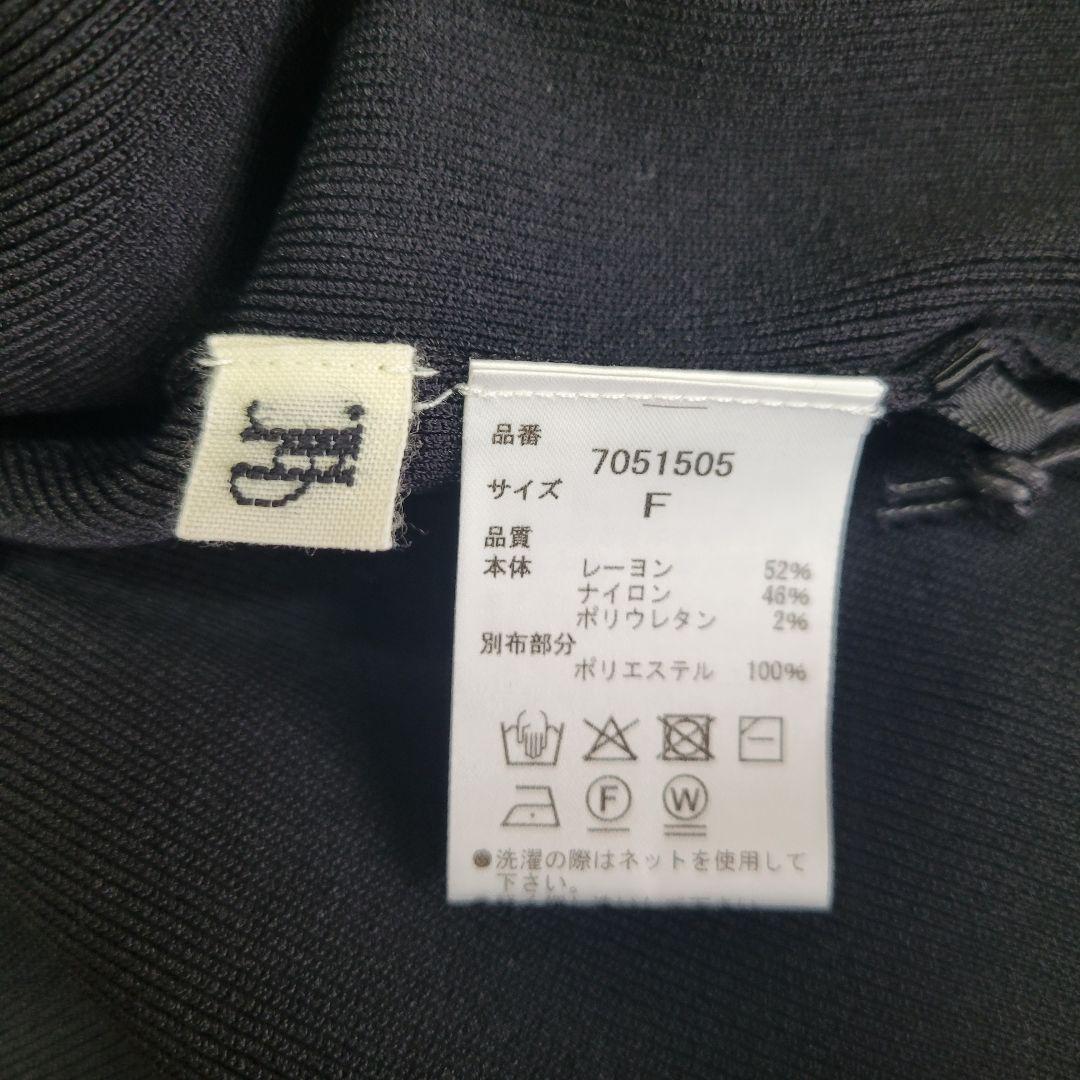 品番
7051505
サイズ
F
品質
本体 レーヨン 52%
ナイロン 46%
ポリウレタン 2%
別布部分
ポリエステル 100%
F W
●洗濯の際はネットを使用して
下さい。